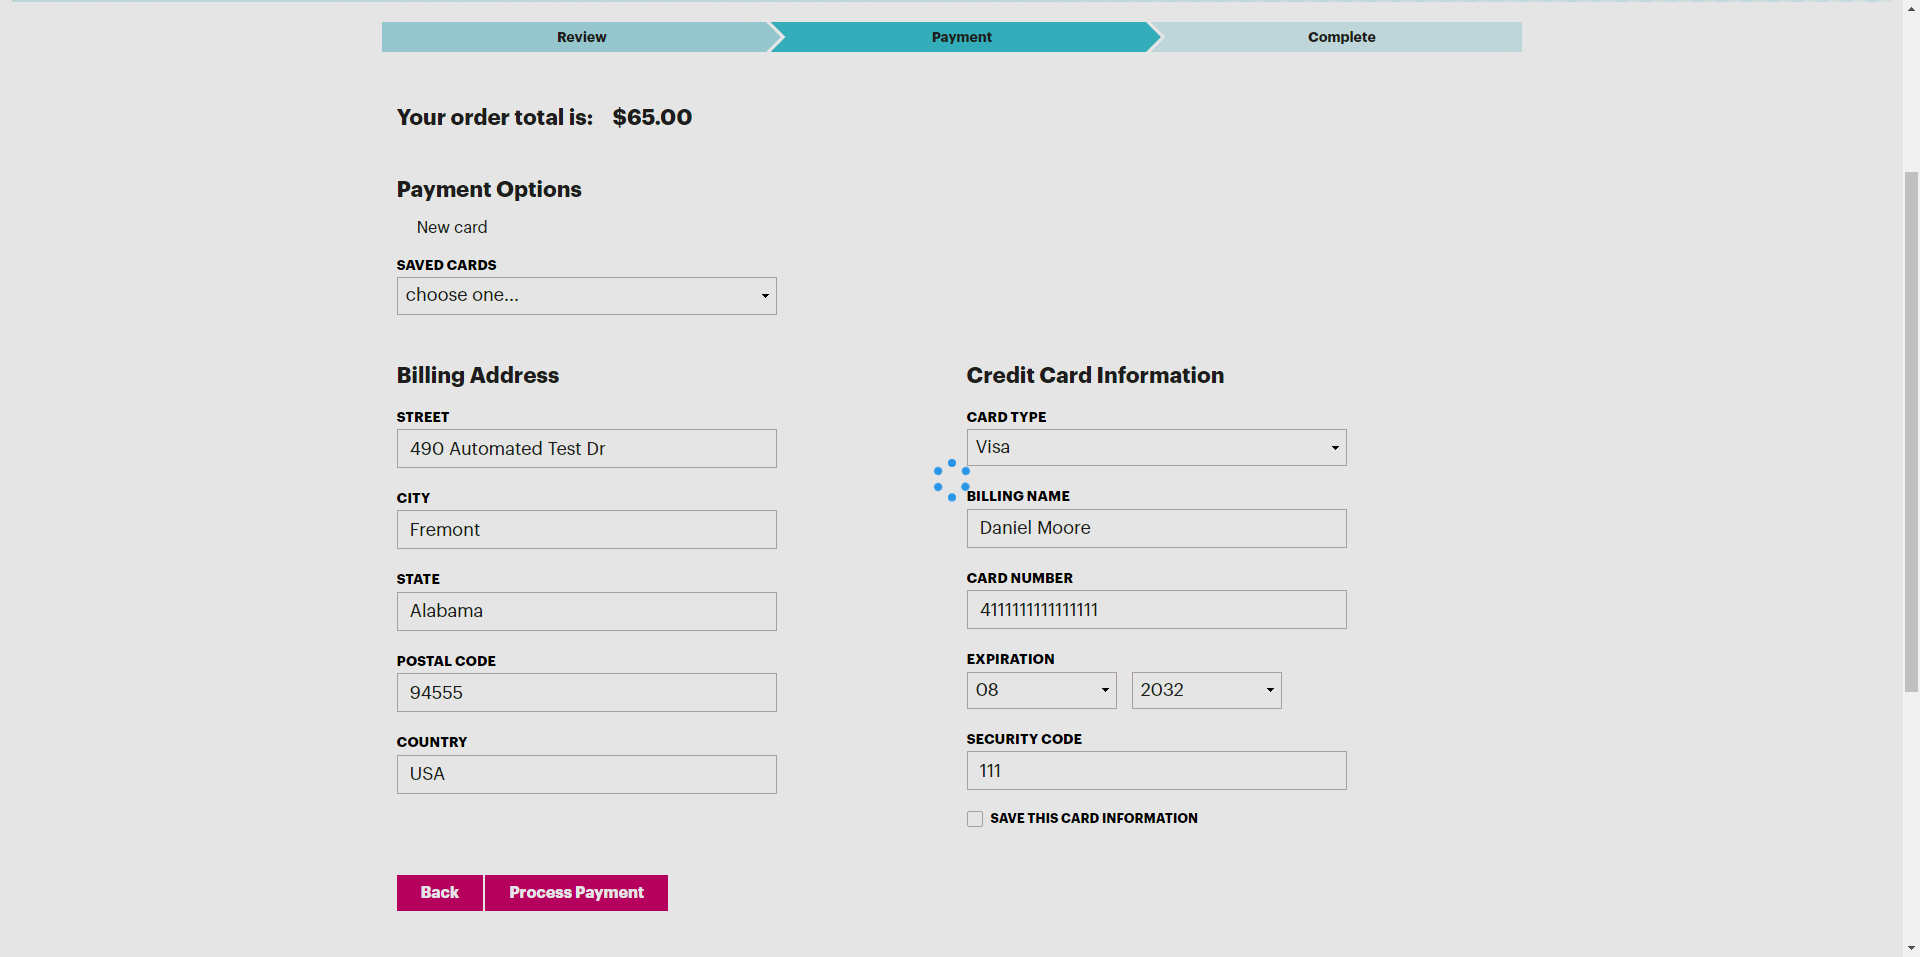 Review
Payment
Complete
Your order total is: $65.00
Payment Options
New card
SAVED CARDS
choose one...
Billing Address
STREET
490 Automated Test Dr
CITY
Fremont
STATE
Alabama
POSTAL CODE
94555
COUNTRY
USA
Credit Card Information
CARD TYPE
Visa
BILLING NAME
Daniel Moore
CARD NUMBER
4111111111111111
EXPIRATION
08 2032
SECURITY CODE
111
SAVE THIS CARD INFORMATION
Back Process Payment